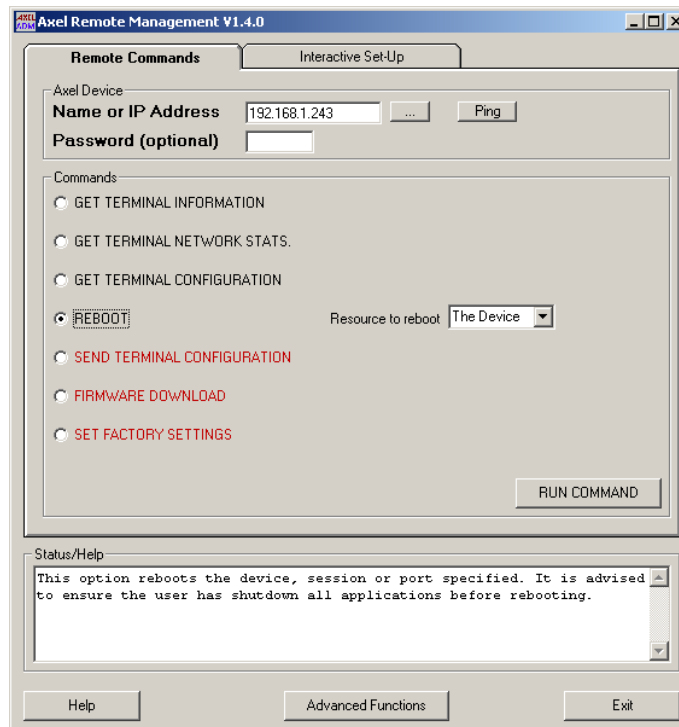 AXEL
ADM
Axel Remote Management V1.4.0
Remote Commands
Interactive Set-Up
Axel Device
Name or IP Address
192.168.1.243
...
Ping
Password (optional)
Commands
GET TERMINAL INFORMATION
GET TERMINAL NETWORK STATS.
GET TERMINAL CONFIGURATION
REBOOT
Resource to reboot
The Device
SEND TERMINAL CONFIGURATION
FIRMWARE DOWNLOAD
SET FACTORY SETTINGS
RUN COMMAND
Status/Help
This option reboots the device, session or port specified. It is advised
to ensure the user has shutdown all applications before rebooting.
Help
Advanced Functions
Exit